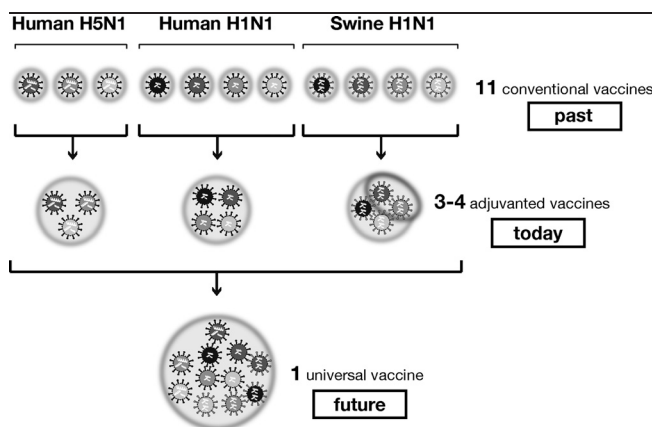 Human H5N1 Human H1N1 Swine H1N1
11 conventional vaccines
past
3-4 adjuvanted vaccines
today
1 universal vaccine
future